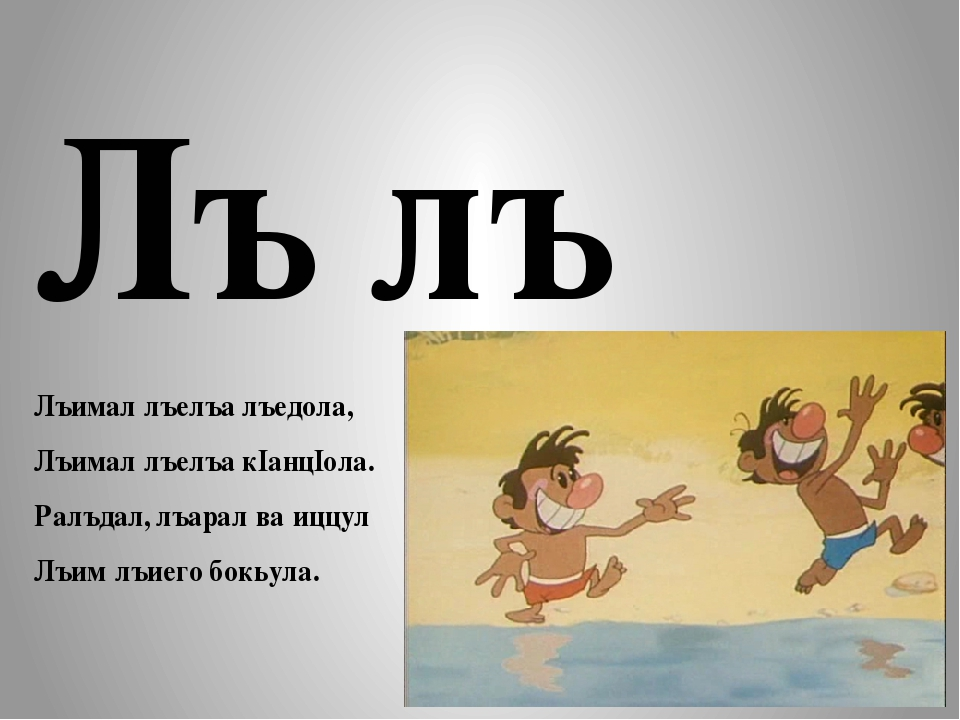 Лъ лъ
Лъимал лъелъа лъедола,
Лъимал лъелъа кӀанцӀола.
Ралъдал, лъарал ва иццул
Лъим лъиего бокьула.